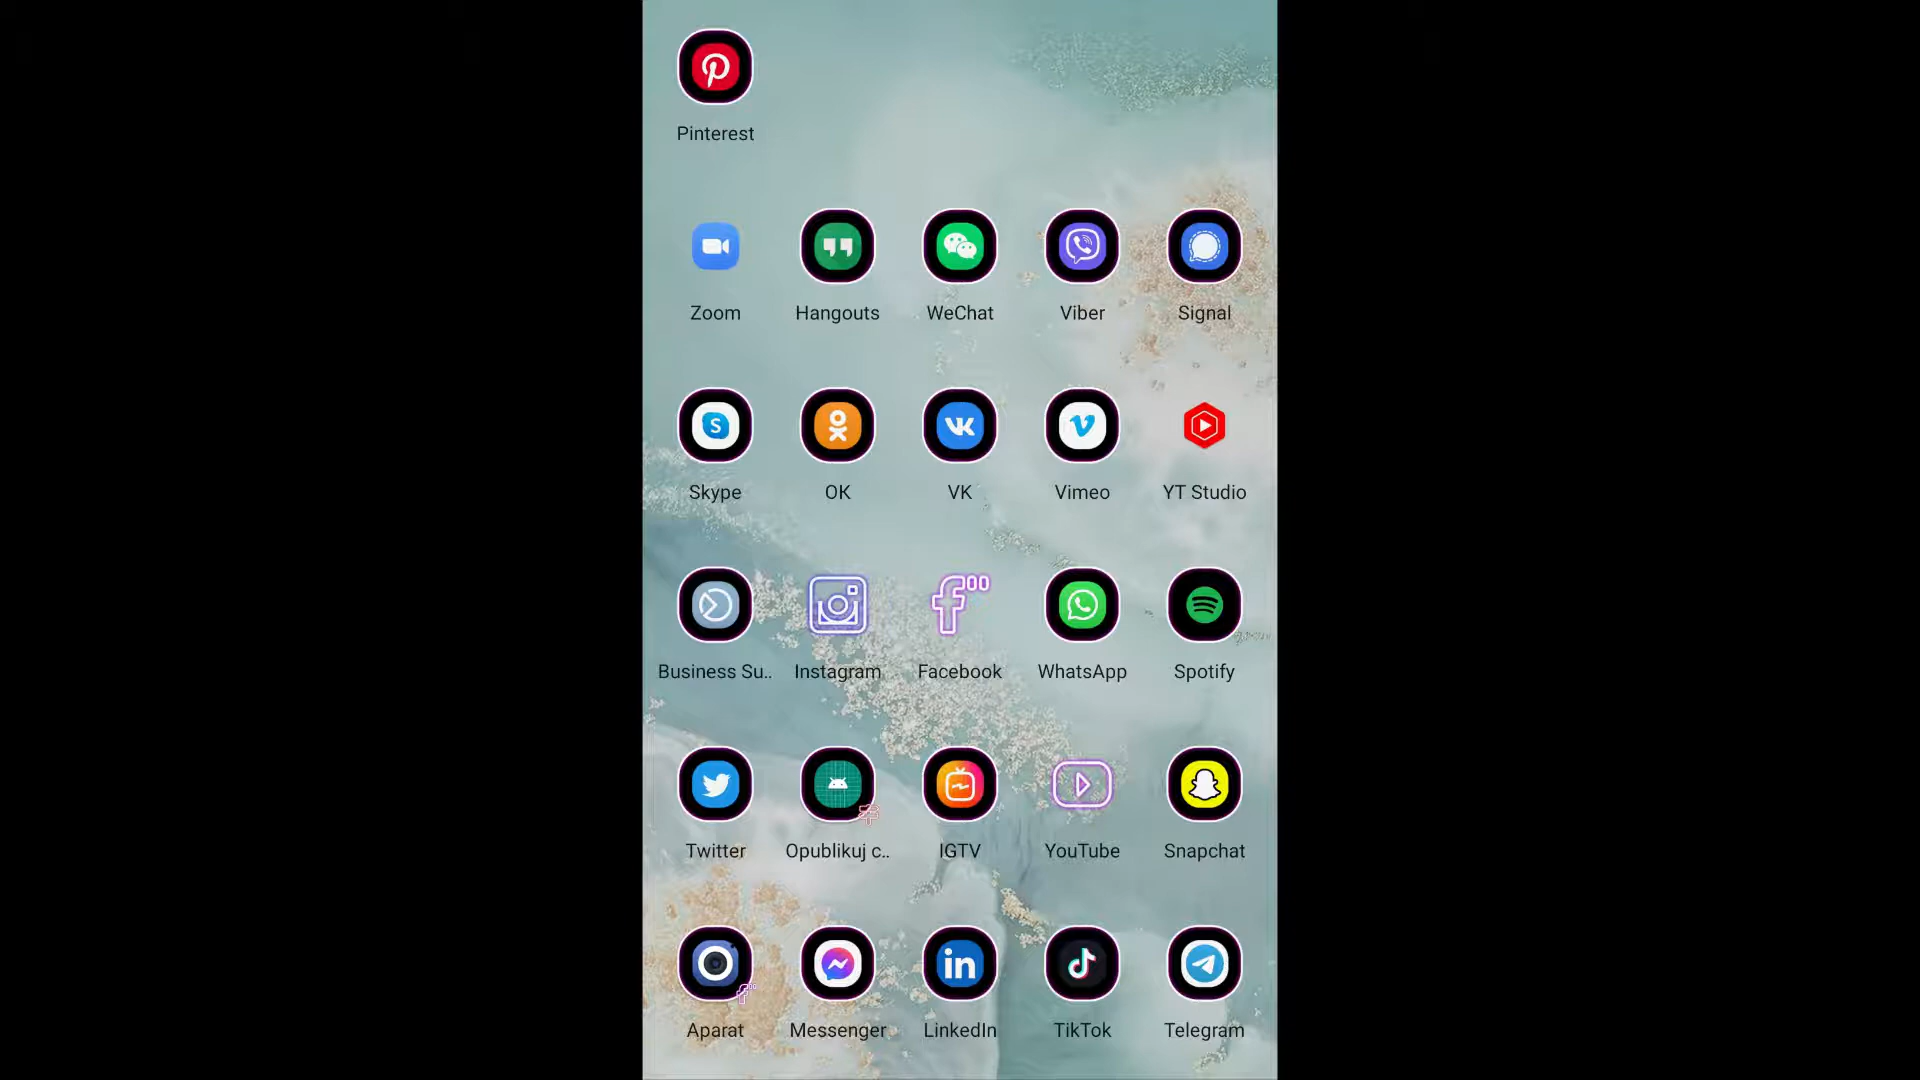 Pinterest
Zoom Hangouts WeChat Viber Signal
Skype OK VK Vimeo YT Studio
Business Su.. Instagram Facebook WhatsApp Spotify
Twitter Opublikuj c.. IGTV YouTube Snapchat
Aparat Messenger LinkedIn TikTok Telegram